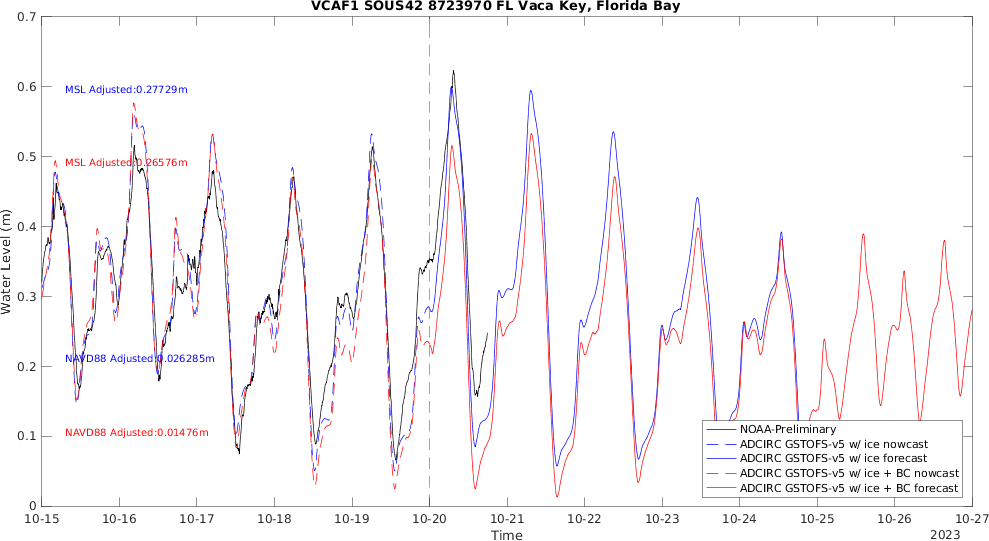 VCAF1 SOUS42 8723970 FL Vaca Key, Florida Bay
0.7
0.6
0.5
0.4
0.3
0.2
0.1
0
Water Level (m)
MSL Adjusted:0.27729m
MSL Adjusted:0.26576m
NAVD88 Adjusted:0.026285m
NAVD88 Adjusted:0.01476m
NOAA-Preliminary
ADCIRC GSTOFS-v5 w/ ice nowcast
ADCIRC GSTOFS-v5 w/ ice forecast
ADCIRC GSTOFS-v5 w/ ice + BC nowcast
ADCIRC GSTOFS-v5 w/ ice + BC forecast
10-15 10-16 10-17 10-18 10-19 10-20 10-21 10-22 10-23 10-24 10-25 10-26 10-27
Time
2023